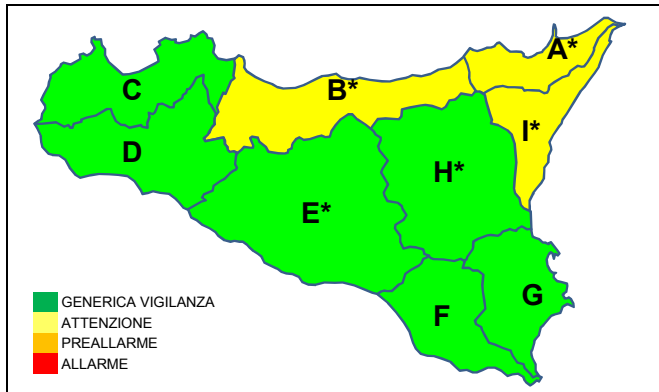 A*
B*
C
I*
D
H*
E*
G
F
GENERICA VIGILANZA
ATTENZIONE
PREALLARME
ALLARME